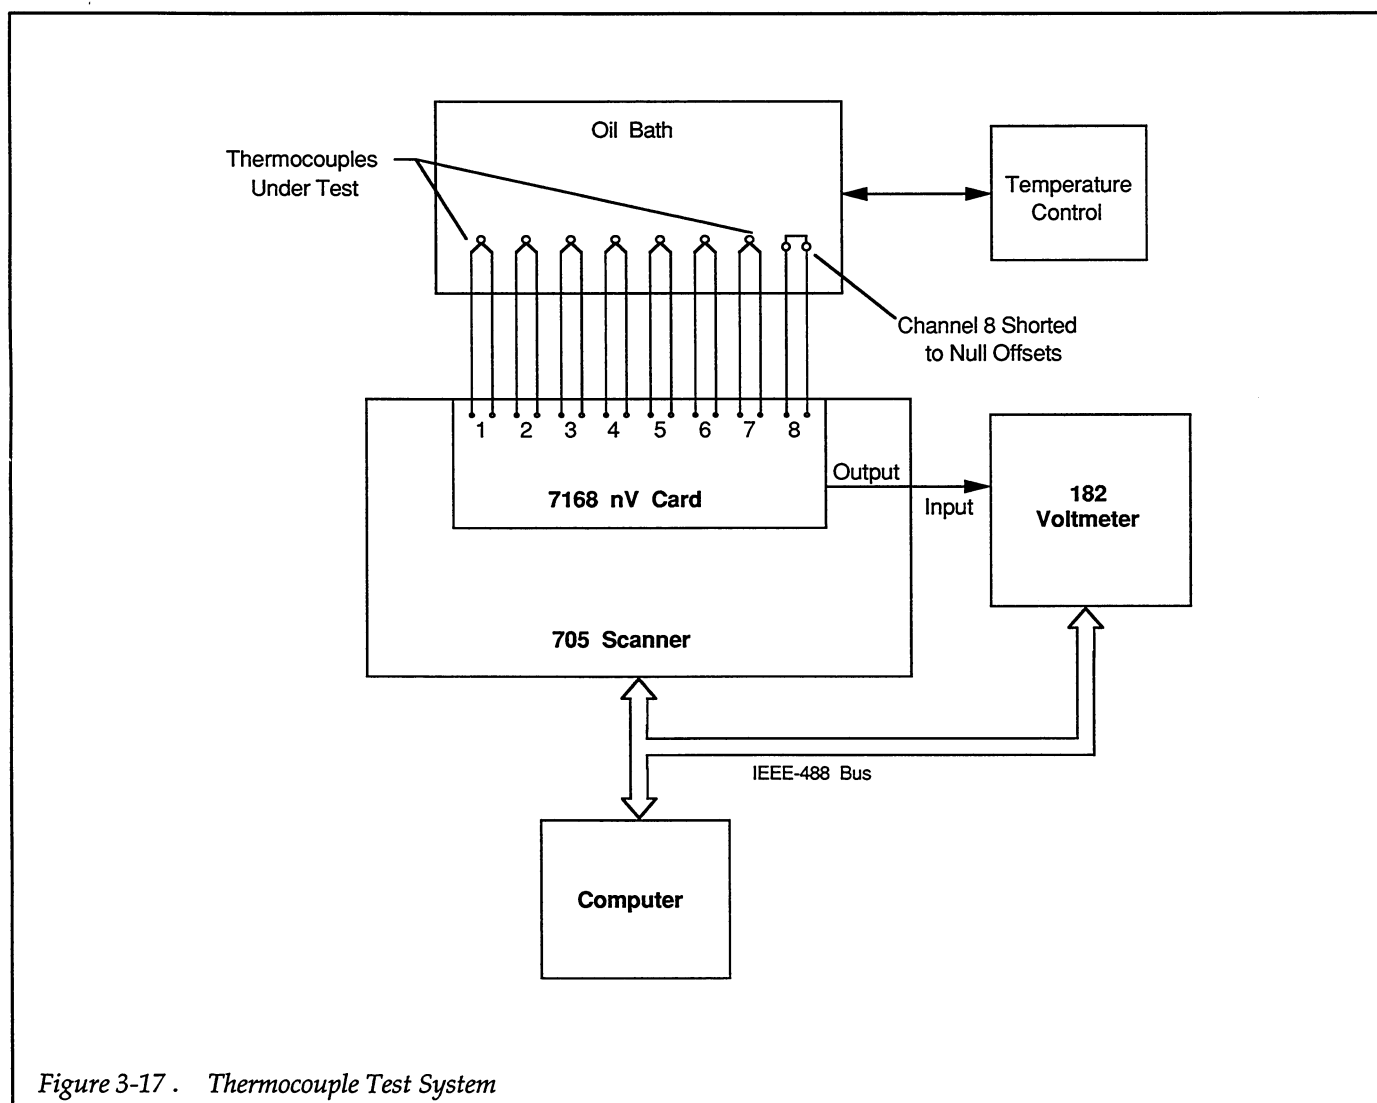 Oil Bath
Thermocouples
Under Test
Temperature
Control
Channel 8 Shorted
to Null Offsets
1 2 3 4 5 6 7 8
7168 nV Card
Output
Input
182
Voltmeter
705 Scanner
IEEE-488 Bus
Computer
Figure 3-17 . Thermocouple Test System